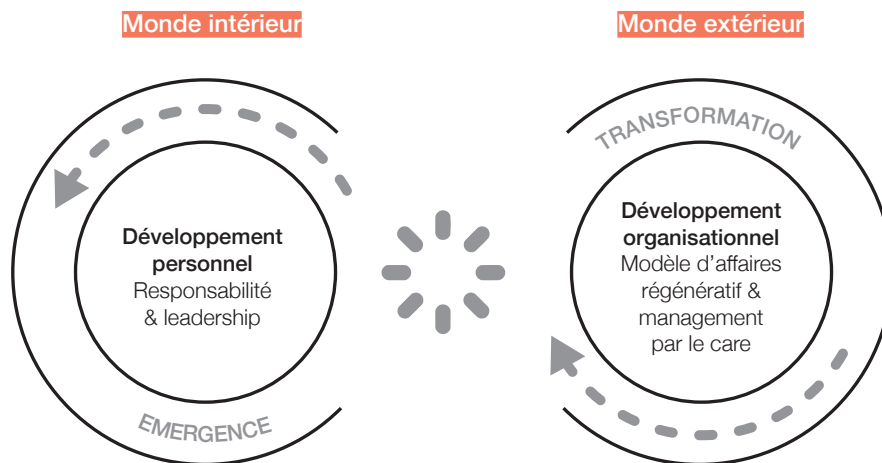 Monde intérieur
Monde extérieur
Développement
personnel
Responsabilité
& leadership
EMERGENCE
TRANSFORMATION
Développement
organisationnel
Modèle d'affaires
régénératif &
management
par le care